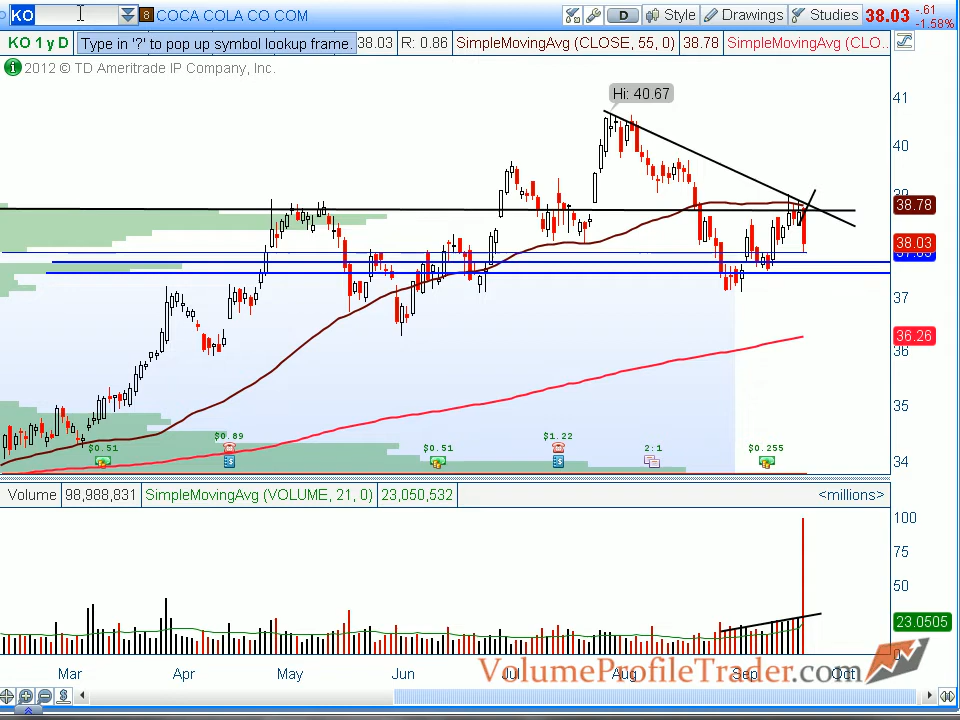 KO 8 COCA COLA CO COM D Style Drawings Studies 38.03 -.61 -1.58%
KO 1 y D Type in '?' to pop up symbol lookup frame. 38.03 R: 0.86 SimpleMovingAvg (CLOSE, 55, 0) 38.78 SimpleMovingAvg (CLO..
i 2012 © TD Ameritrade IP Company, Inc.
Hi: 40.67
41
40
39
38.78
38.03
37
36.26
36
35
34
$0.51 $0.89 $0.51 $1.22 2:1 $0.255
Volume 98,988,831 SimpleMovingAvg (VOLUME, 21, 0) 23,050,532 <millions>
100
75
50
23.0505
0
Mar Apr May Jun Aug Sep Oct
VolumeProfileTrader.com